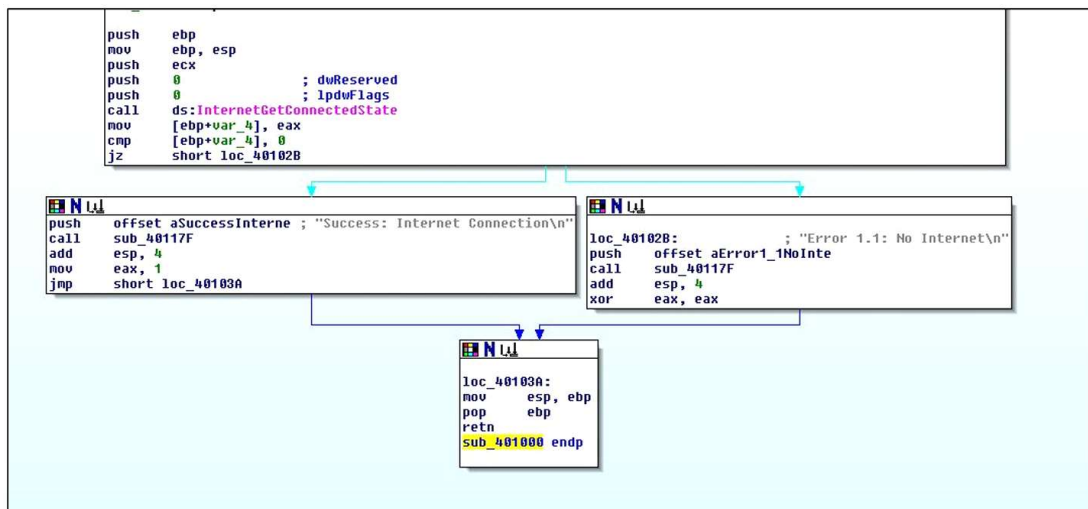 push    ebp
mov     ebp, esp
push    ecx
push    0               ; dwReserved
push    0               ; lpdwFlags
call    ds:InternetGetConnectedState
mov     [ebp+var_4], eax
cmp     [ebp+var_4], 0
jz      short loc_40102B
push    offset aSuccessInterne ; "Success: Internet Connection\n"
call    sub_40117F
add     esp, 4
mov     eax, 1
jmp     short loc_40103A
loc_40102B:             ; "Error 1.1: No Internet\n"
push    offset aError1_1NoInte
call    sub_40117F
add     esp, 4
xor     eax, eax
loc_40103A:
mov     esp, ebp
pop     ebp
retn
sub_401000 endp